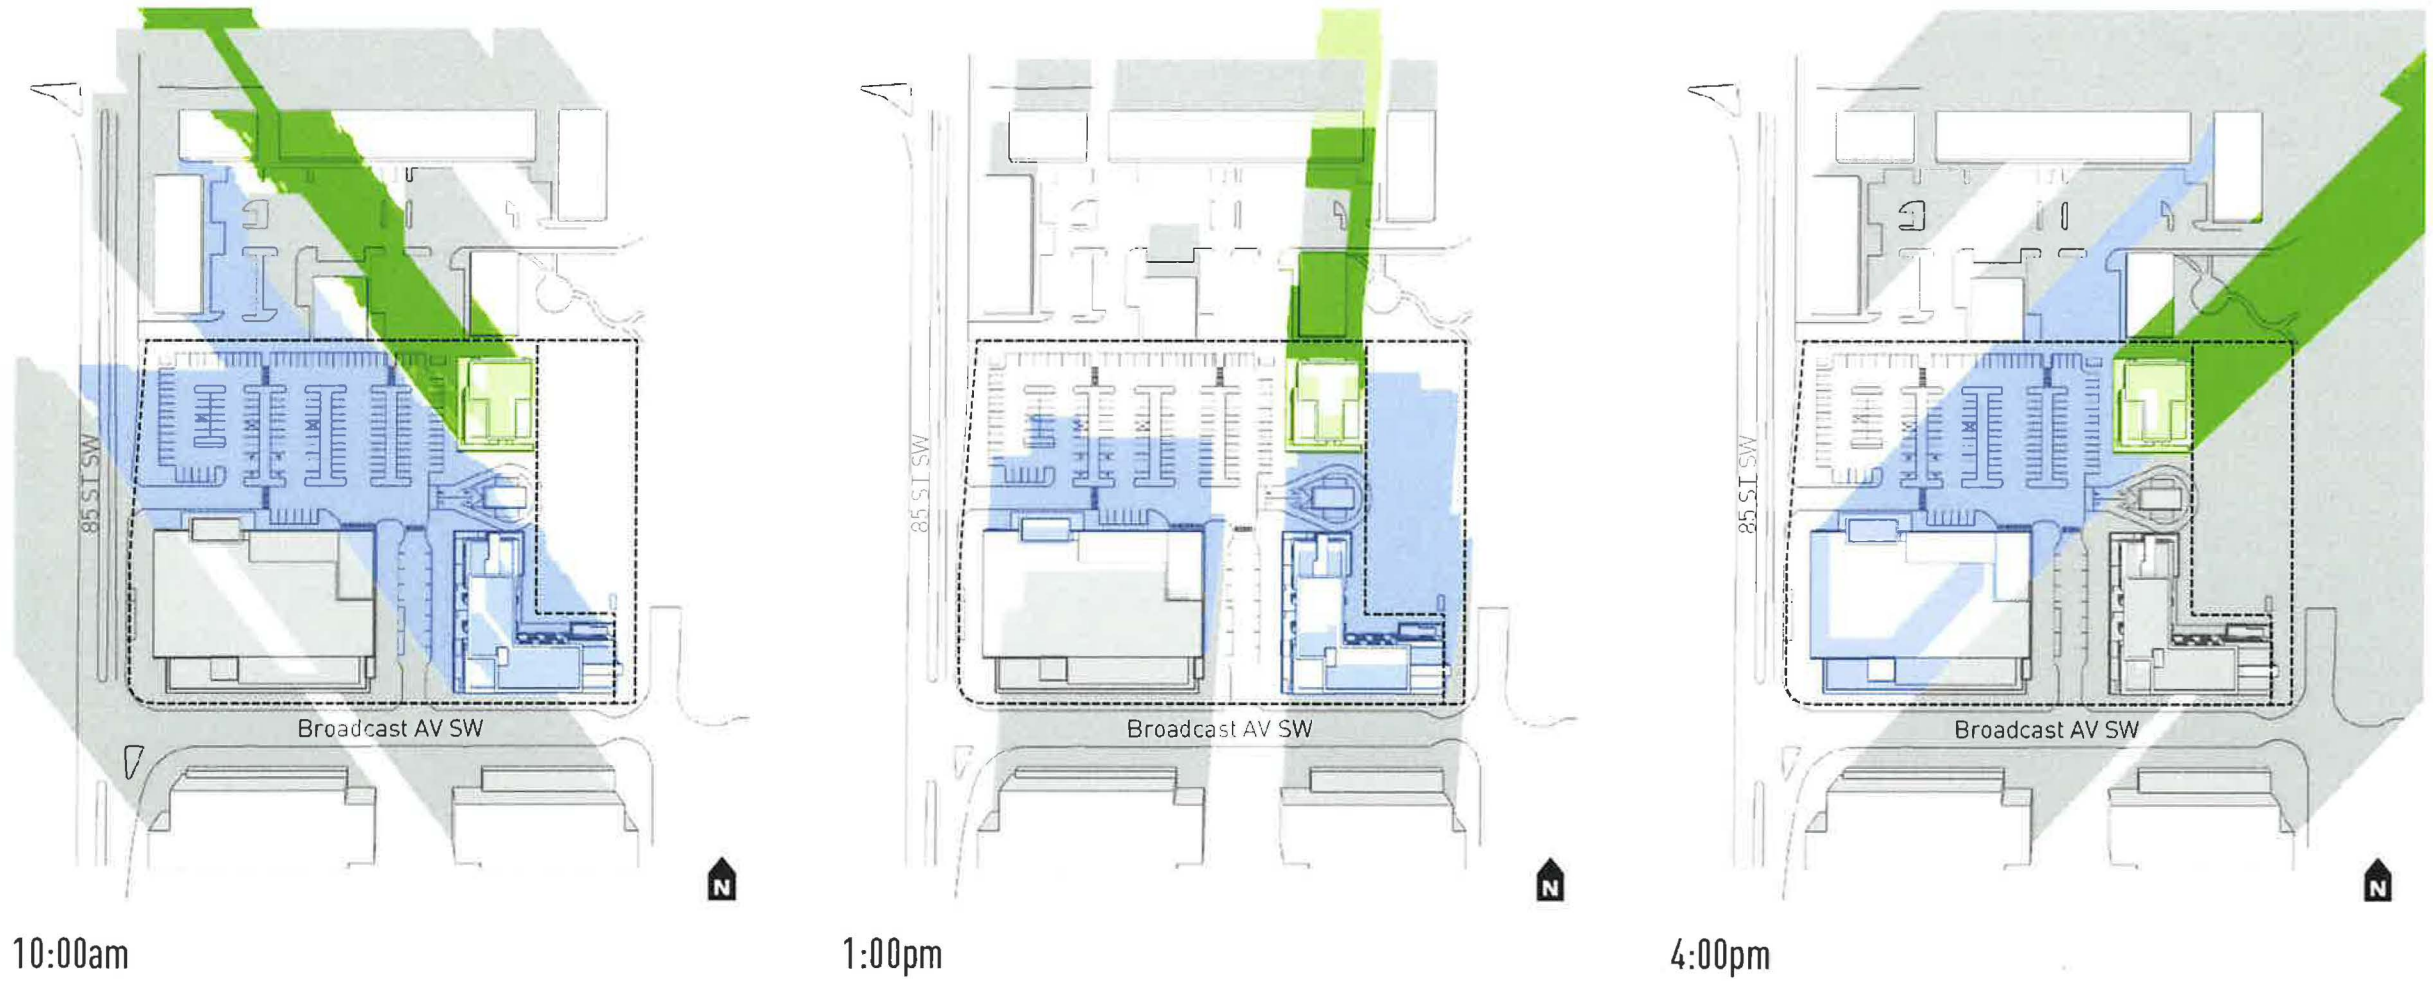 85 ST SW
Broadcast AV SW
N
10:00am
85 ST SW
Broadcast AV SW
N
1:00pm
85 ST SW
Broadcast AV SW
N
4:00pm